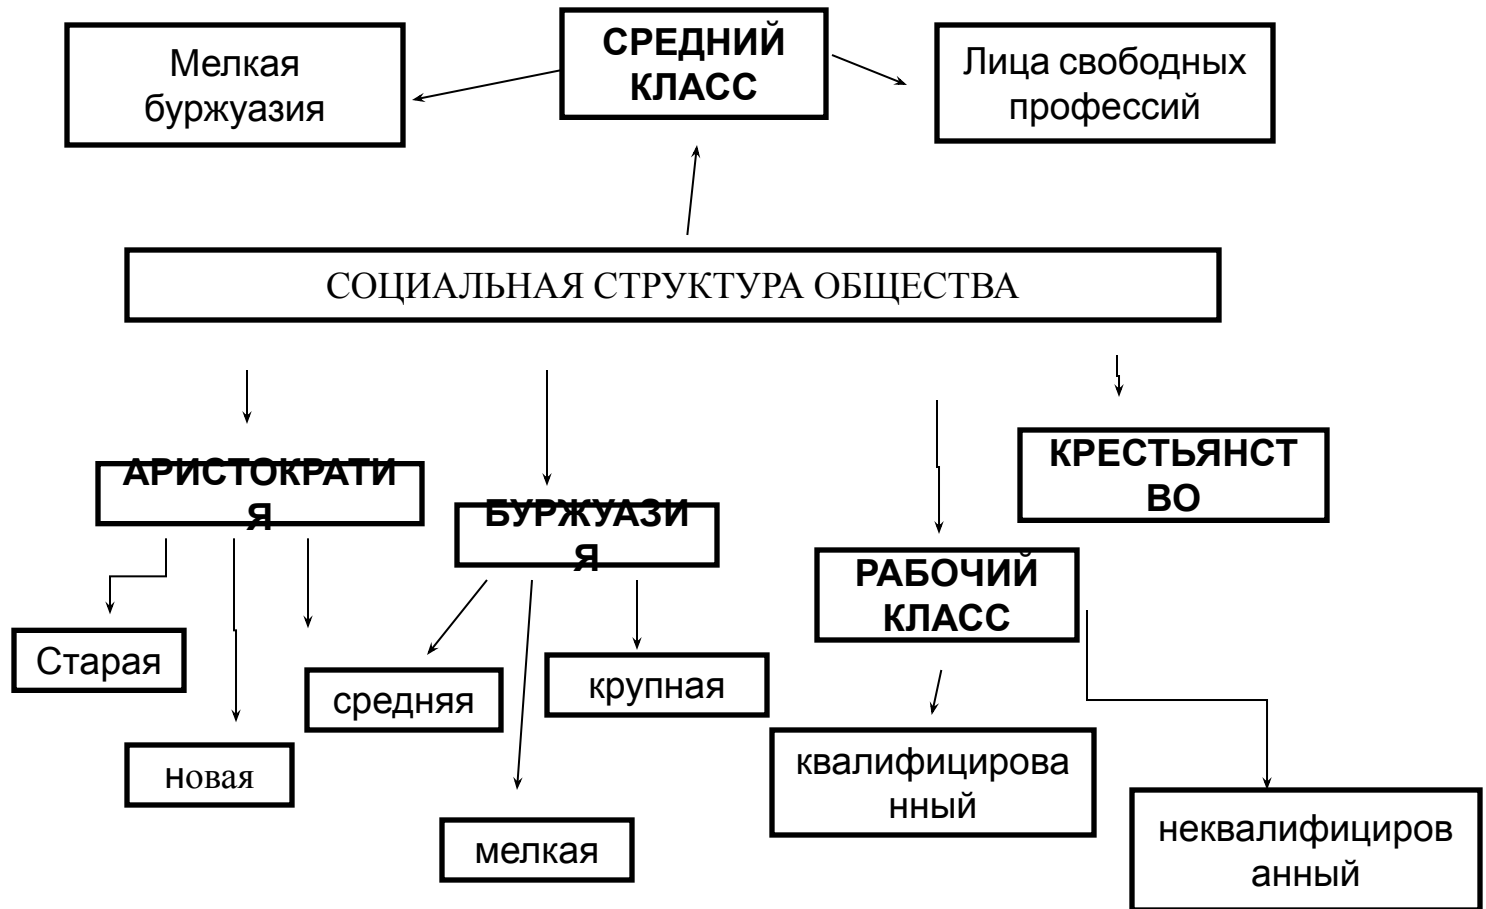 Мелкая
буржуазия
СРЕДНИЙ
КЛАСС
Лица свободных
профессий
СОЦИАЛЬНАЯ СТРУКТУРА ОБЩЕСТВА
АРИСТОКРАТИ
Я
БУРЖУАЗИ
Я
РАБОЧИЙ
КЛАСС
КРЕСТЬЯНСТ
ВО
Старая
новая
средняя
мелкая
крупная
квалифицирова
нный
неквалифициров
анный